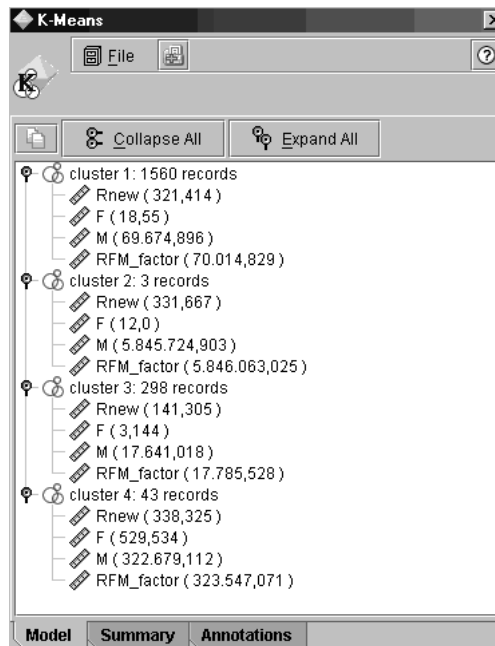 K-Means
File
K
Collapse All Expand All
cluster 1: 1560 records
Rnew ( 321,414 )
F ( 18,55 )
M ( 69.674,896 )
RFM_factor ( 70.014,829 )
cluster 2: 3 records
Rnew ( 331,667 )
F ( 12,0 )
M ( 5.845.724,903 )
RFM_factor ( 5.846.063,025 )
cluster 3: 298 records
Rnew ( 141,305 )
F ( 3,144 )
M ( 17.641,018 )
RFM_factor ( 17.785,528 )
cluster 4: 43 records
Rnew ( 338,325 )
F ( 529,534 )
M ( 322.679,112 )
RFM_factor ( 323.547,071 )
Model Summary Annotations